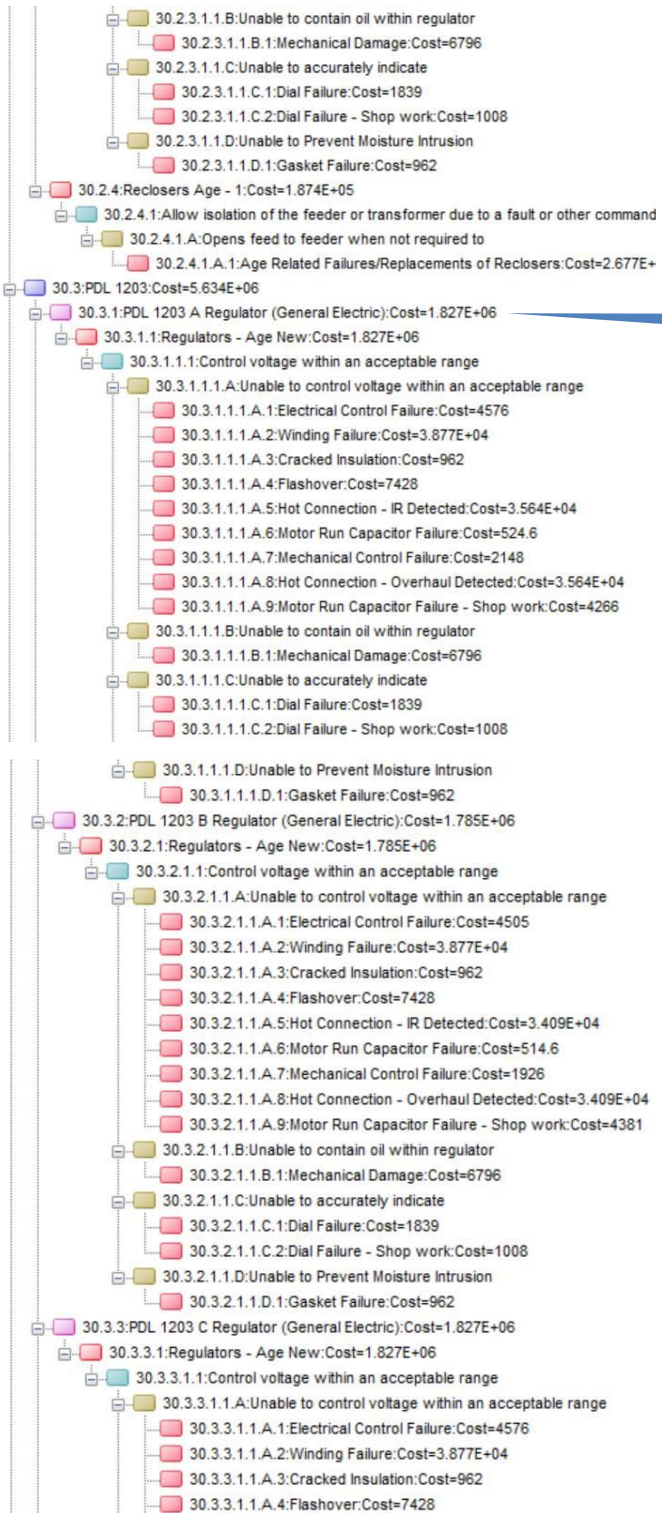 30.2.3.1.1.B:Unable to contain oil within regulator
30.2.3.1.1.B.1:Mechanical Damage:Cost=6796
30.2.3.1.1.C:Unable to accurately indicate
30.2.3.1.1.C.1:Dial Failure:Cost=1839
30.2.3.1.1.C.2:Dial Failure - Shop work:Cost=1008
30.2.3.1.1.D:Unable to Prevent Moisture Intrusion
30.2.3.1.1.D.1:Gasket Failure:Cost=962
30.2.4:Reclosers Age - 1:Cost=1.874E+05
30.2.4.1:Allow isolation of the feeder or transformer due to a fault or other command
30.2.4.1.A:Opens feed to feeder when not required to
30.2.4.1.A.1:Age Related Failures/Replacements of Reclosers:Cost=2.677E+
30.3:PDL 1203:Cost=5.634E+06
30.3.1:PDL 1203 A Regulator (General Electric):Cost=1.827E+06
30.3.1.1:Regulators - Age New:Cost=1.827E+06
30.3.1.1.1:Control voltage within an acceptable range
30.3.1.1.1.A:Unable to control voltage within an acceptable range
30.3.1.1.1.A.1:Electrical Control Failure:Cost=4576
30.3.1.1.1.A.2:Winding Failure:Cost=3.877E+04
30.3.1.1.1.A.3:Cracked Insulation:Cost=962
30.3.1.1.1.A.4:Flashover:Cost=7428
30.3.1.1.1.A.5:Hot Connection - IR Detected:Cost=3.564E+04
30.3.1.1.1.A.6:Motor Run Capacitor Failure:Cost=524.6
30.3.1.1.1.A.7:Mechanical Control Failure:Cost=2148
30.3.1.1.1.A.8:Hot Connection - Overhaul Detected:Cost=3.564E+04
30.3.1.1.1.A.9:Motor Run Capacitor Failure - Shop work:Cost=4266
30.3.1.1.1.B:Unable to contain oil within regulator
30.3.1.1.1.B.1:Mechanical Damage:Cost=6796
30.3.1.1.1.C:Unable to accurately indicate
30.3.1.1.1.C.1:Dial Failure:Cost=1839
30.3.1.1.1.C.2:Dial Failure - Shop work:Cost=1008
30.3.1.1.1.D:Unable to Prevent Moisture Intrusion
30.3.1.1.1.D.1:Gasket Failure:Cost=962
30.3.2:PDL 1203 B Regulator (General Electric):Cost=1.785E+06
30.3.2.1:Regulators - Age New:Cost=1.785E+06
30.3.2.1.1:Control voltage within an acceptable range
30.3.2.1.1.A:Unable to control voltage within an acceptable range
30.3.2.1.1.A.1:Electrical Control Failure:Cost=4505
30.3.2.1.1.A.2:Winding Failure:Cost=3.877E+04
30.3.2.1.1.A.3:Cracked Insulation:Cost=962
30.3.2.1.1.A.4:Flashover:Cost=7428
30.3.2.1.1.A.5:Hot Connection - IR Detected:Cost=3.409E+04
30.3.2.1.1.A.6:Motor Run Capacitor Failure:Cost=514.6
30.3.2.1.1.A.7:Mechanical Control Failure:Cost=1926
30.3.2.1.1.A.8:Hot Connection - Overhaul Detected:Cost=3.409E+04
30.3.2.1.1.A.9:Motor Run Capacitor Failure - Shop work:Cost=4381
30.3.2.1.1.B:Unable to contain oil within regulator
30.3.2.1.1.B.1:Mechanical Damage:Cost=6796
30.3.2.1.1.C:Unable to accurately indicate
30.3.2.1.1.C.1:Dial Failure:Cost=1839
30.3.2.1.1.C.2:Dial Failure - Shop work:Cost=1008
30.3.2.1.1.D:Unable to Prevent Moisture Intrusion
30.3.2.1.1.D.1:Gasket Failure:Cost=962
30.3.3:PDL 1203 C Regulator (General Electric):Cost=1.827E+06
30.3.3.1:Regulators - Age New:Cost=1.827E+06
30.3.3.1.1:Control voltage within an acceptable range
30.3.3.1.1.A:Unable to control voltage within an acceptable range
30.3.3.1.1.A.1:Electrical Control Failure:Cost=4576
30.3.3.1.1.A.2:Winding Failure:Cost=3.877E+04
30.3.3.1.1.A.3:Cracked Insulation:Cost=962
30.3.3.1.1.A.4:Flashover:Cost=7428